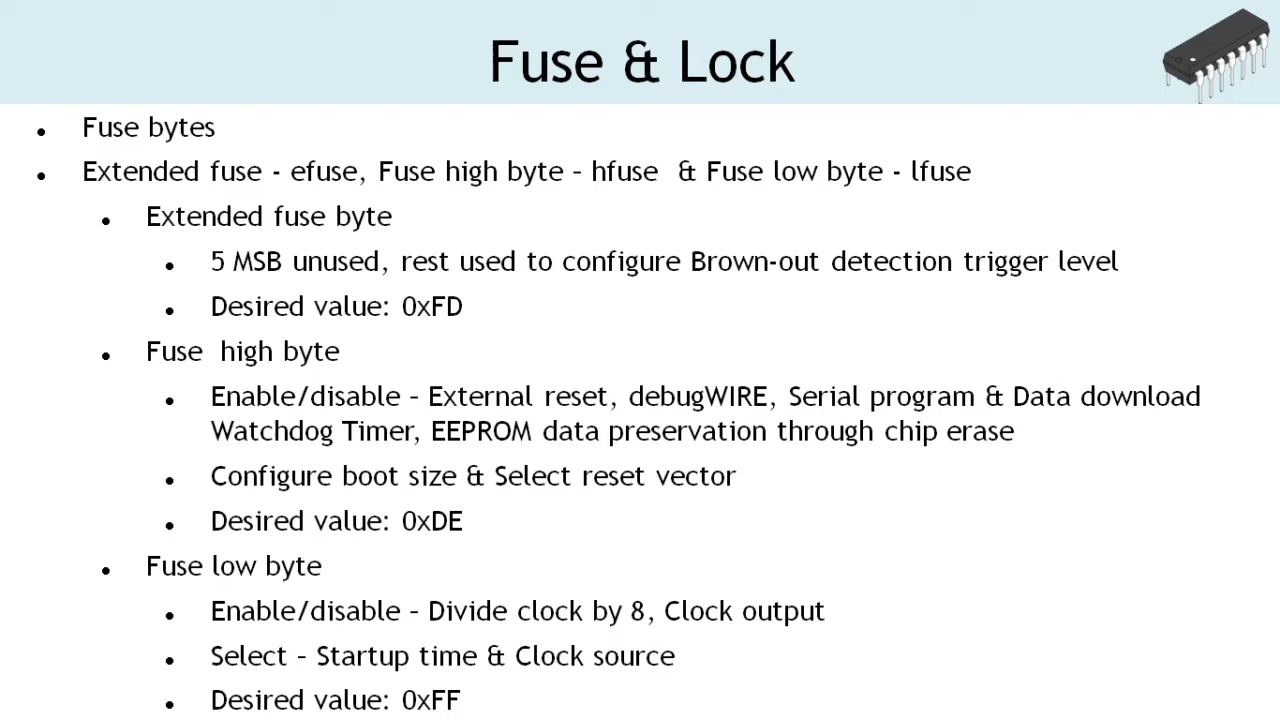 Fuse & Lock
Fuse bytes
Extended fuse - efuse, Fuse high byte – hfuse & Fuse low byte - lfuse
Extended fuse byte
5 MSB unused, rest used to configure Brown-out detection trigger level
Desired value: 0xFD
Fuse high byte
Enable/disable – External reset, debugWIRE, Serial program & Data download
Watchdog Timer, EEPROM data preservation through chip erase
Configure boot size & Select reset vector
Desired value: 0xDE
Fuse low byte
Enable/disable – Divide clock by 8, Clock output
Select – Startup time & Clock source
Desired value: 0xFF